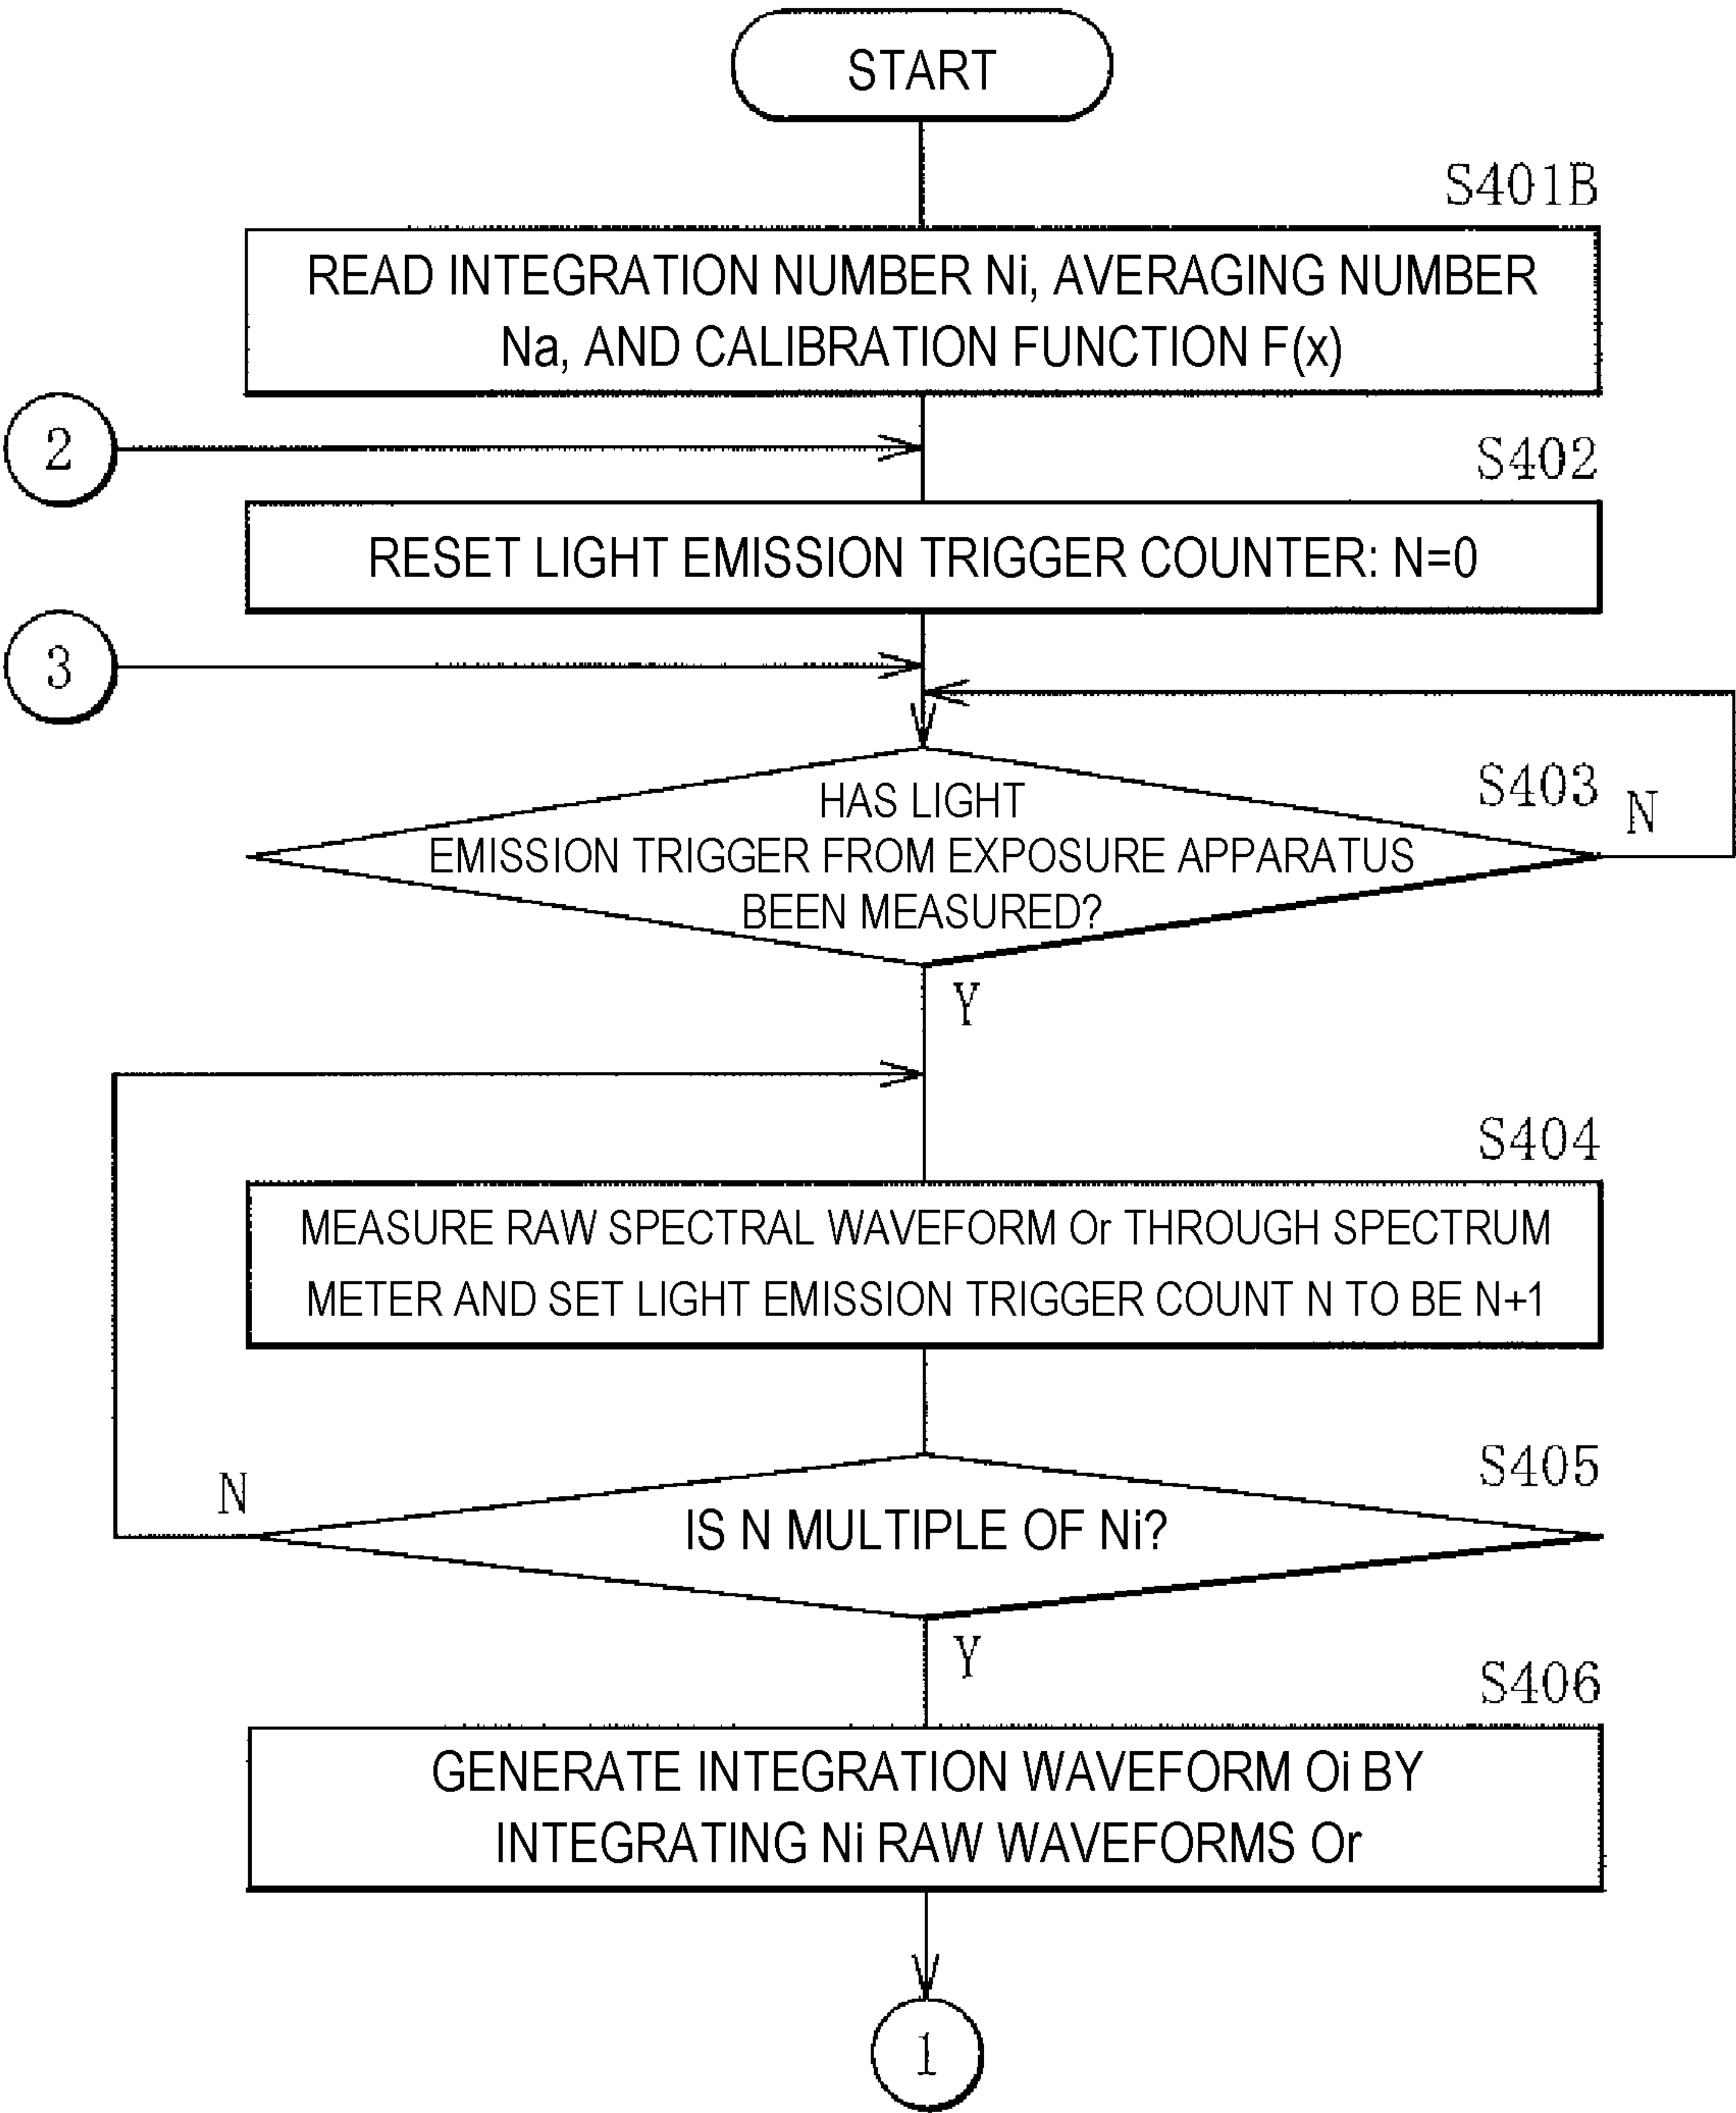 START
S401B
READ INTEGRATION NUMBER Ni, AVERAGING NUMBER
Na, AND CALIBRATION FUNCTION F(x)
2
S402
RESET LIGHT EMISSION TRIGGER COUNTER: N=0
3
S403
N
HAS LIGHT
EMISSION TRIGGER FROM EXPOSURE APPARATUS
BEEN MEASURED?
Y
S404
MEASURE RAW SPECTRAL WAVEFORM Or THROUGH SPECTRUM
METER AND SET LIGHT EMISSION TRIGGER COUNT N TO BE N+1
S405
N
IS N MULTIPLE OF Ni?
Y
S406
GENERATE INTEGRATION WAVEFORM Oi BY
INTEGRATING Ni RAW WAVEFORMS Or
1